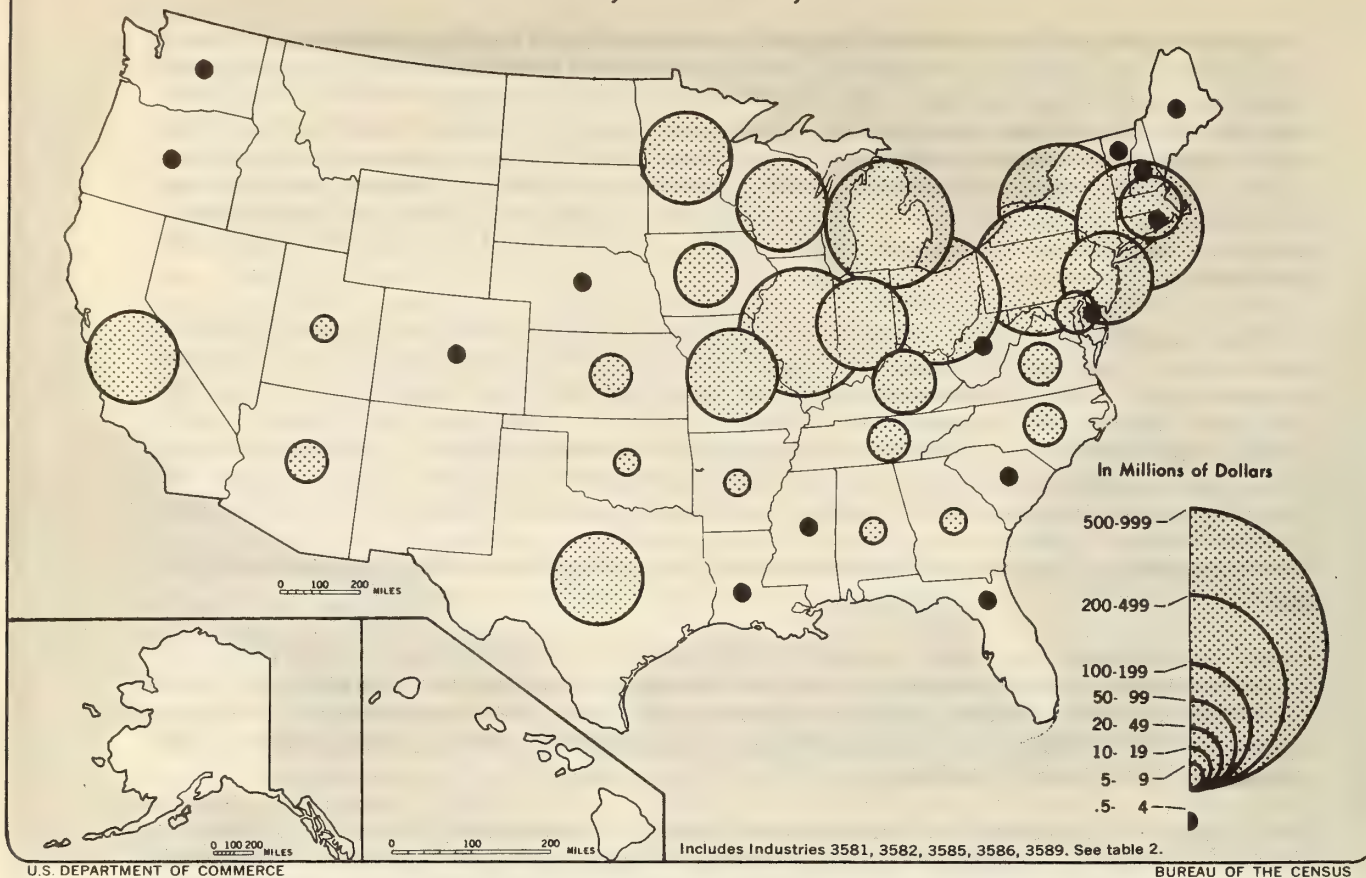 In Millions of Dollars
500-999
200-499
100-199
50- 99
20- 49
10- 19
5- 9
.5- 4
0 100 200 MILES
0 100 200 MILES
0 100 200 MILES
Includes Industries 3581, 3582, 3585, 3586, 3589. See table 2.
U.S. DEPARTMENT OF COMMERCE
BUREAU OF THE CENSUS